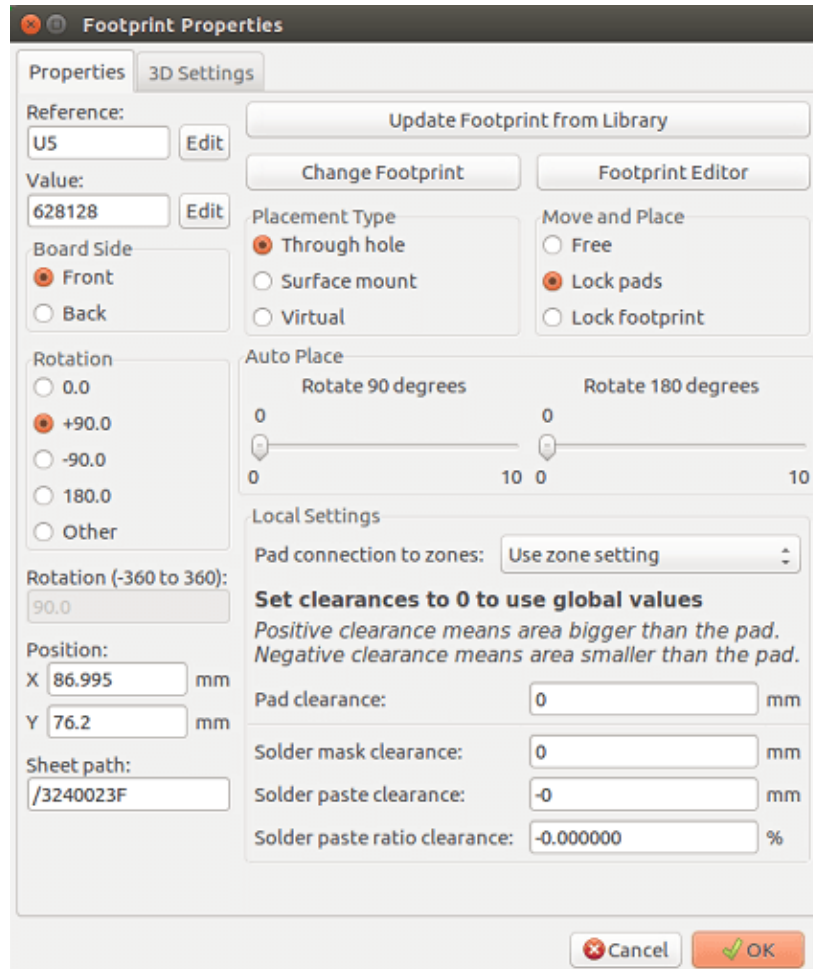 Footprint Properties
Properties
3D Settings
Reference:
U5
Edit
Value:
628128
Edit
Board Side
Front
Back
Rotation
0.0
+90.0
-90.0
180.0
Other
Rotation (-360 to 360):
90.0
Position:
X 86.995 mm
Y 76.2 mm
Sheet path:
/3240023F
Update Footprint from Library
Change Footprint
Footprint Editor
Placement Type
Through hole
Surface mount
Virtual
Move and Place
Free
Lock pads
Lock footprint
Auto Place
Rotate 90 degrees
0
0 10
Rotate 180 degrees
0
0 10
Local Settings
Pad connection to zones: Use zone setting
Set clearances to 0 to use global values
Positive clearance means area bigger than the pad.
Negative clearance means area smaller than the pad.
Pad clearance: 0 mm
Solder mask clearance: 0 mm
Solder paste clearance: -0 mm
Solder paste ratio clearance: -0.000000 %
Cancel
OK